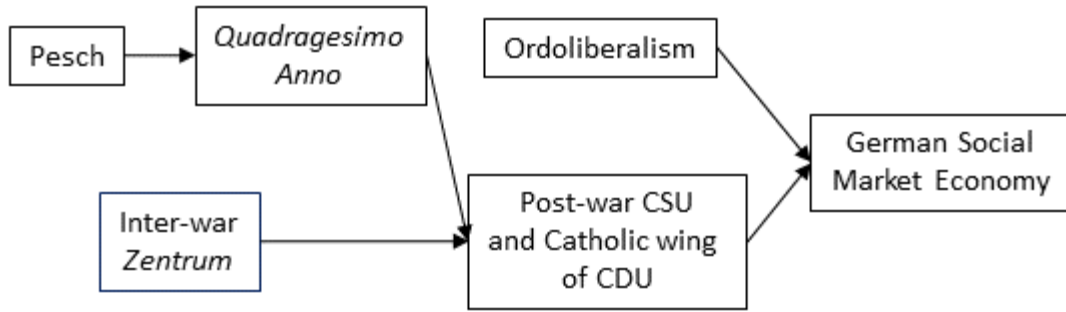 Pesch
Quadragesimo
Anno
Ordoliberalism
German Social
Market Economy
Inter-war
Zentrum
Post-war CSU
and Catholic wing
of CDU